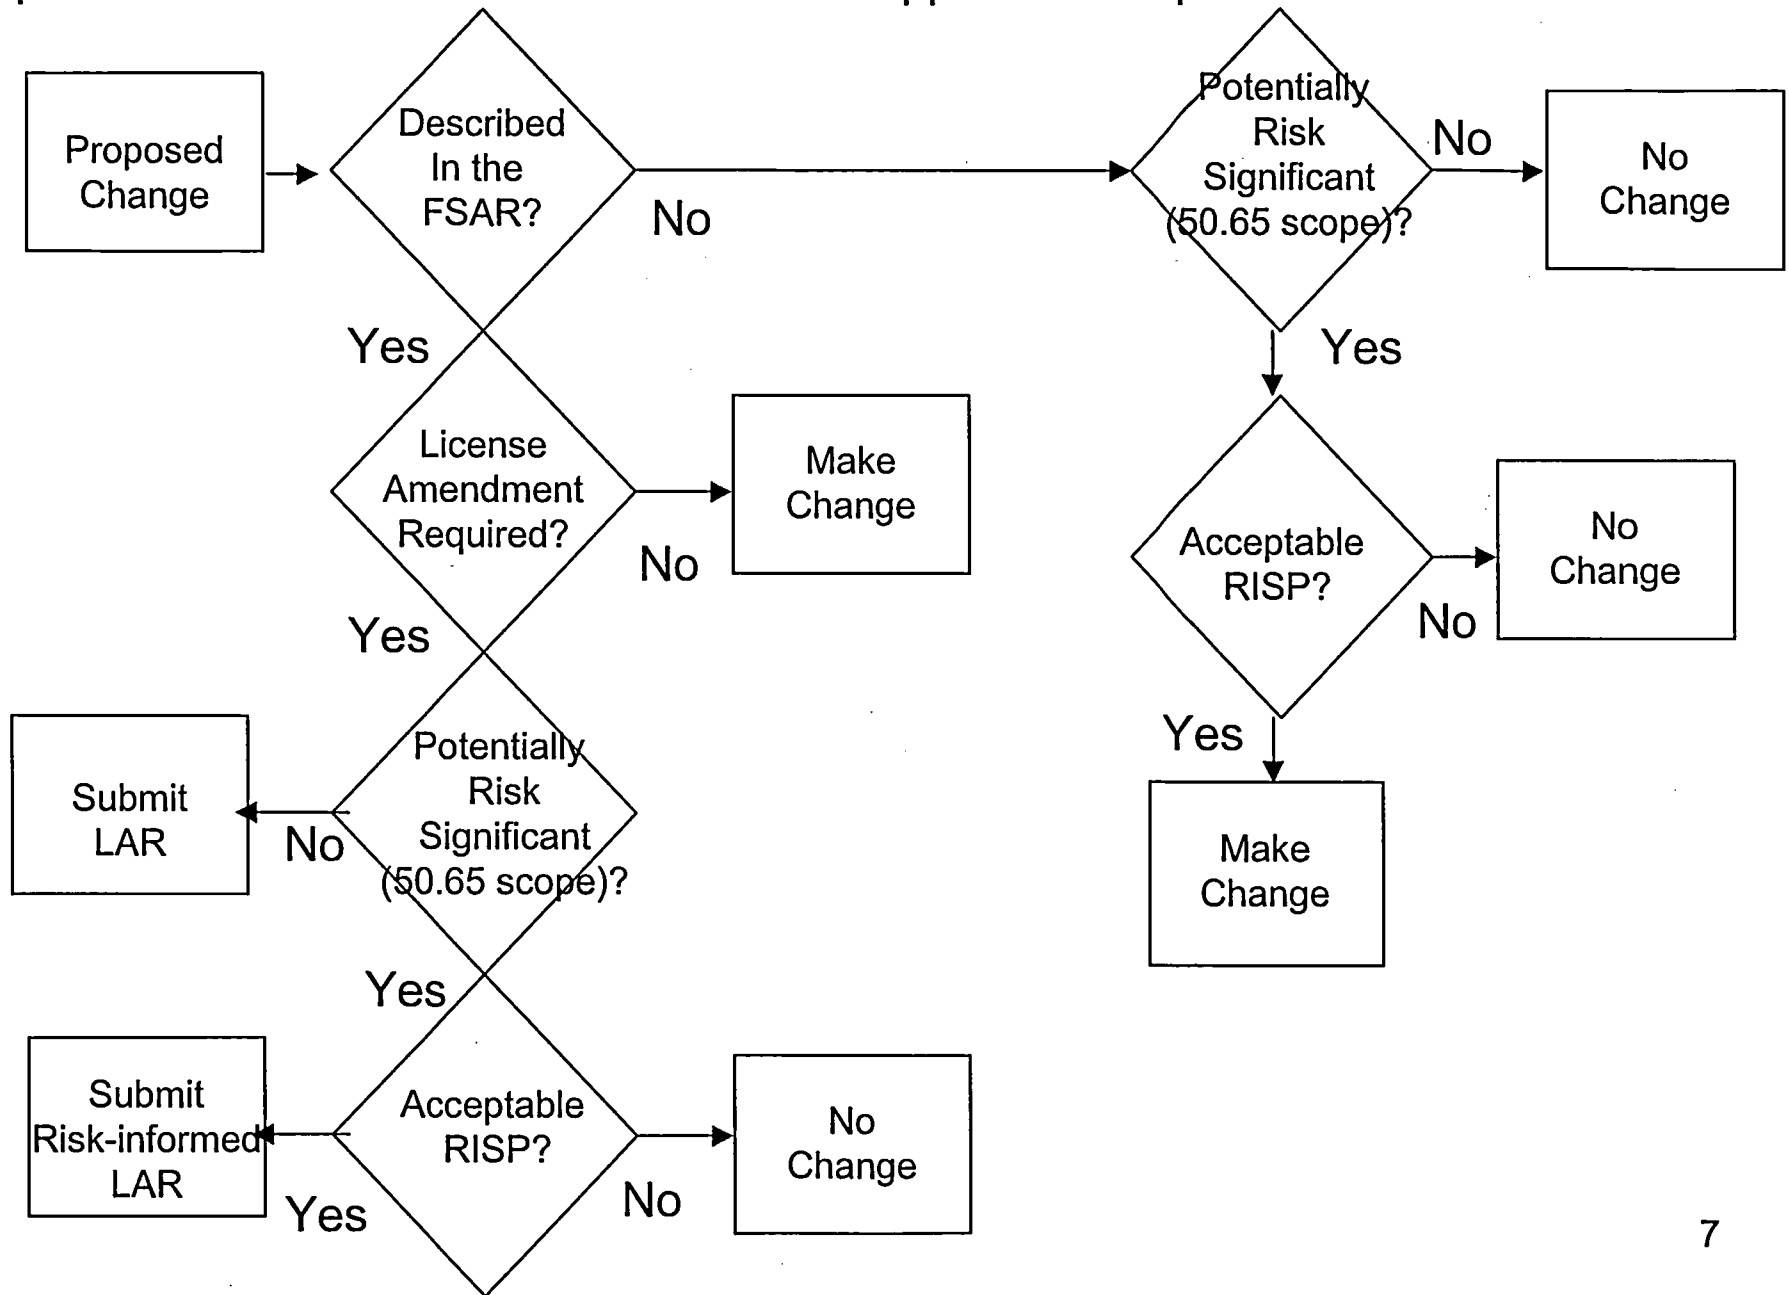 Proposed
Change
Described
In the
FSAR?
No
Potentially
Risk
Significant
(50.65 scope)?
No
No
Change
Yes
Yes
License
Amendment
Required?
No
Make
Change
Acceptable
RISP?
No
No
Change
Yes
Yes
Potentially
Risk
Significant
(50.65 scope)?
No
Submit
LAR
Make
Change
Yes
Acceptable
RISP?
Yes
Submit
Risk-informed
LAR
No
No
Change
7